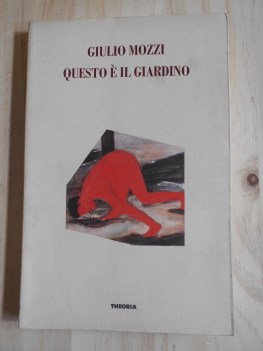 GIULIO MOZZI
QUESTO È IL GIARDINO
THEORIA